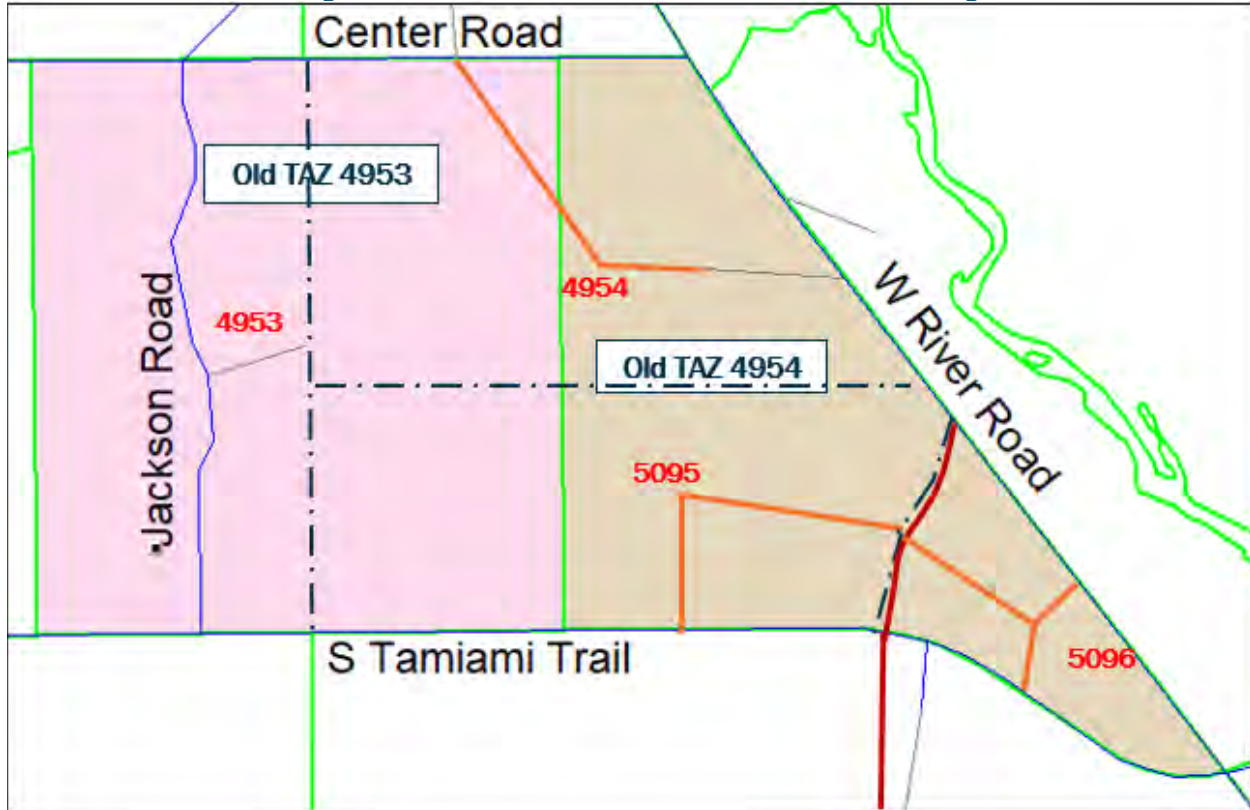 Center Road
Old TAZ 4953
4954
4953
Jackson Road
W River Road
Old TAZ 4954
5095
S Tamiami Trail
5096